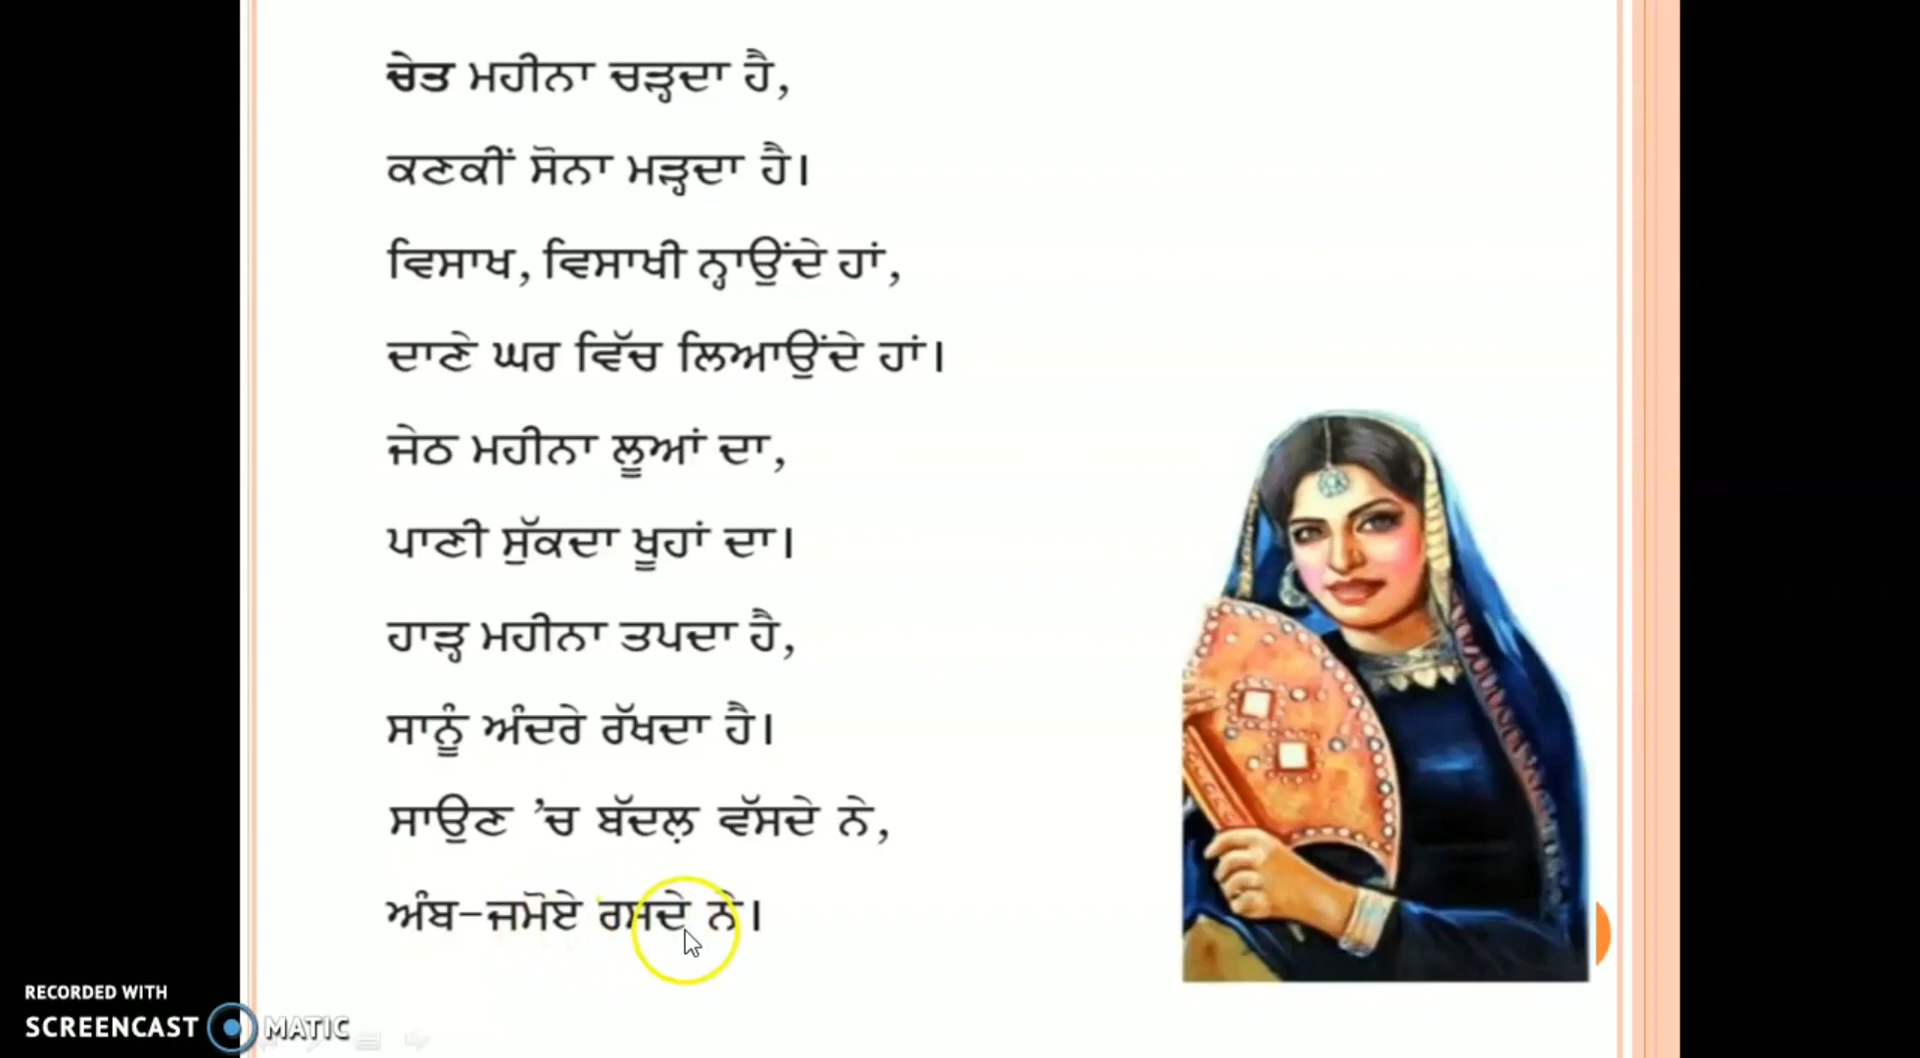 ਚੇਤ ਮਹੀਨਾ ਚੜ੍ਹਦਾ ਹੈ,
ਕਣਕੀਂ ਸੋਨਾ ਮੜ੍ਹਦਾ ਹੈ।
ਵਿਸਾਖ, ਵਿਸਾਖੀ ਨ੍ਹਾਉਂਦੇ ਹਾਂ,
ਦਾਣੇ ਘਰ ਵਿੱਚ ਲਿਆਉਂਦੇ ਹਾਂ।
ਜੇਠ ਮਹੀਨਾ ਲੂਆਂ ਦਾ,
ਪਾਣੀ ਸੁੱਕਦਾ ਖੂਹਾਂ ਦਾ।
ਹਾੜ੍ਹ ਮਹੀਨਾ ਤਪਦਾ ਹੈ,
ਸਾਨੂੰ ਅੰਦਰੇ ਰੱਖਦਾ ਹੈ।
ਸਾਉਣ ’ਚ ਬੱਦਲ਼ ਵੱਸਦੇ ਨੇ,
ਅੰਬ-ਜਮੋਏ ਰਸਦੇ ਨੇ।
RECORDED WITH
SCREENCAST MATIC